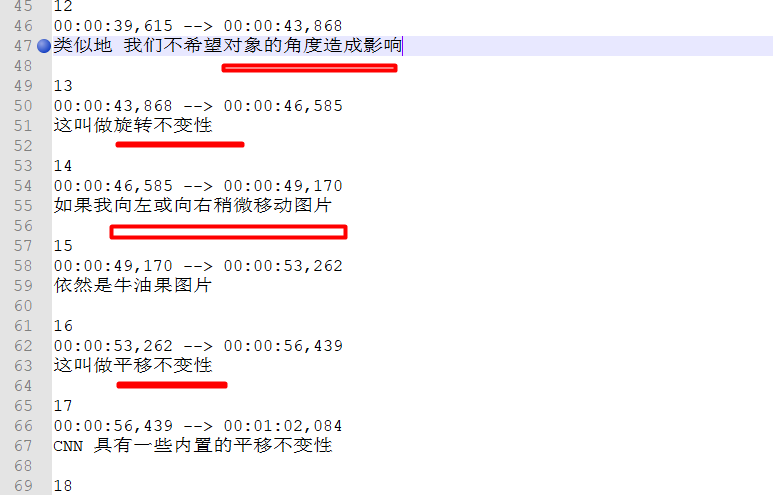 45 12
46 00:00:39,615 --> 00:00:43,868
47 类似地 我们不希望对象的角度造成影响
48
49 13
50 00:00:43,868 --> 00:00:46,585
51 这叫做旋转不变性
52
53 14
54 00:00:46,585 --> 00:00:49,170
55 如果我向左或向右稍微移动图片
56
57 15
58 00:00:49,170 --> 00:00:53,262
59 依然是牛油果图片
60
61 16
62 00:00:53,262 --> 00:00:56,439
63 这叫做平移不变性
64
65 17
66 00:00:56,439 --> 00:01:02,084
67 CNN 具有一些内置的平移不变性
68
69 18